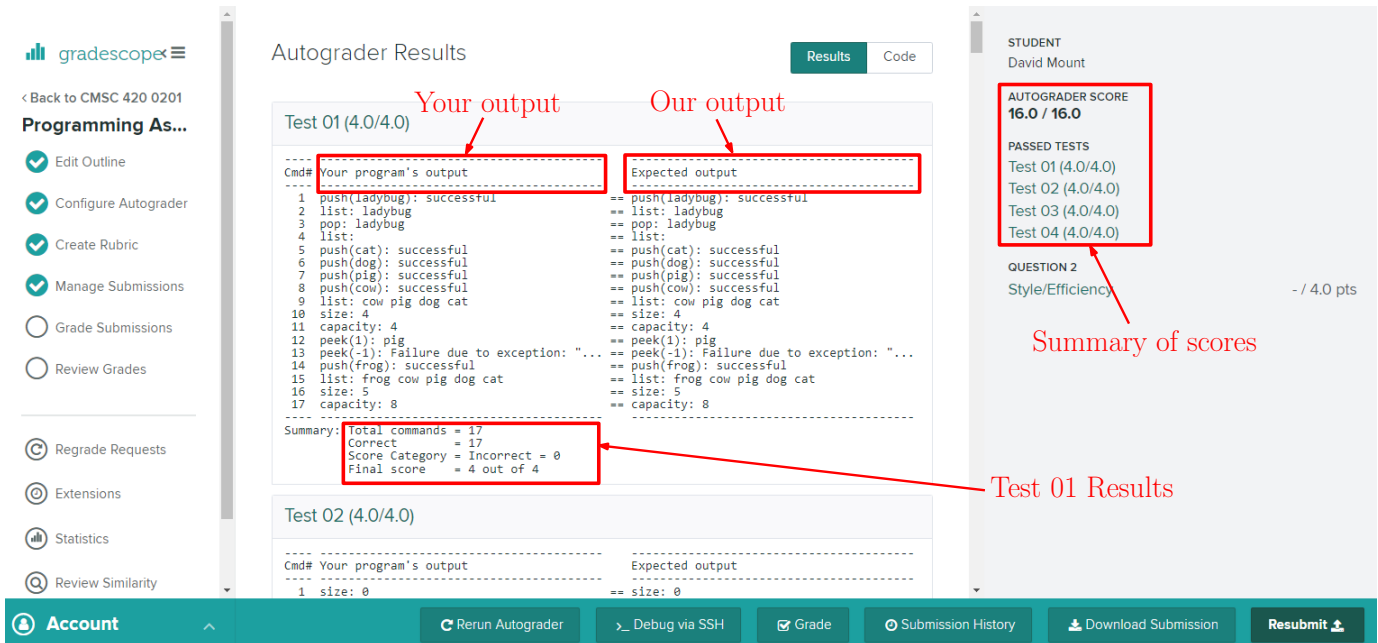 gradescope
< Back to CMSC 420 0201
Programming As...
Edit Outline
Configure Autograder
Create Rubric
Manage Submissions
Grade Submissions
Review Grades
Regrade Requests
Extensions
Statistics
Review Similarity
Account
Autograder Results
Results Code
Your output Our output
Test 01 (4.0/4.0)
---- ---------------------------------------- ----------------------------------------
Cmd# Your program's output Expected output
---- ---------------------------------------- ----------------------------------------
1 push(ladybug): successful == push(ladybug): successful
2 list: ladybug == list: ladybug
3 pop: ladybug == pop: ladybug
4 list: == list:
5 push(cat): successful == push(cat): successful
6 push(dog): successful == push(dog): successful
7 push(pig): successful == push(pig): successful
8 push(cow): successful == push(cow): successful
9 list: cow pig dog cat == list: cow pig dog cat
10 size: 4 == size: 4
11 capacity: 4 == capacity: 4
12 peek(1): pig == peek(1): pig
13 peek(-1): Failure due to exception: "... == peek(-1): Failure due to exception: "...
14 push(frog): successful == push(frog): successful
15 list: frog cow pig dog cat == list: frog cow pig dog cat
16 size: 5 == size: 5
17 capacity: 8 == capacity: 8
---- ---------------------------------------- ----------------------------------------
Summary: Total commands = 17
Correct = 17
Score Category = Incorrect = 0
Final score = 4 out of 4
Test 01 Results
Test 02 (4.0/4.0)
---- ---------------------------------------- ----------------------------------------
Cmd# Your program's output Expected output
---- ---------------------------------------- ----------------------------------------
1 size: 0 == size: 0
STUDENT
David Mount
AUTOGRADER SCORE
16.0 / 16.0
PASSED TESTS
Test 01 (4.0/4.0)
Test 02 (4.0/4.0)
Test 03 (4.0/4.0)
Test 04 (4.0/4.0)
QUESTION 2
Style/Efficiency - / 4.0 pts
Summary of scores
Rerun Autograder >_ Debug via SSH Grade Submission History Download Submission Resubmit